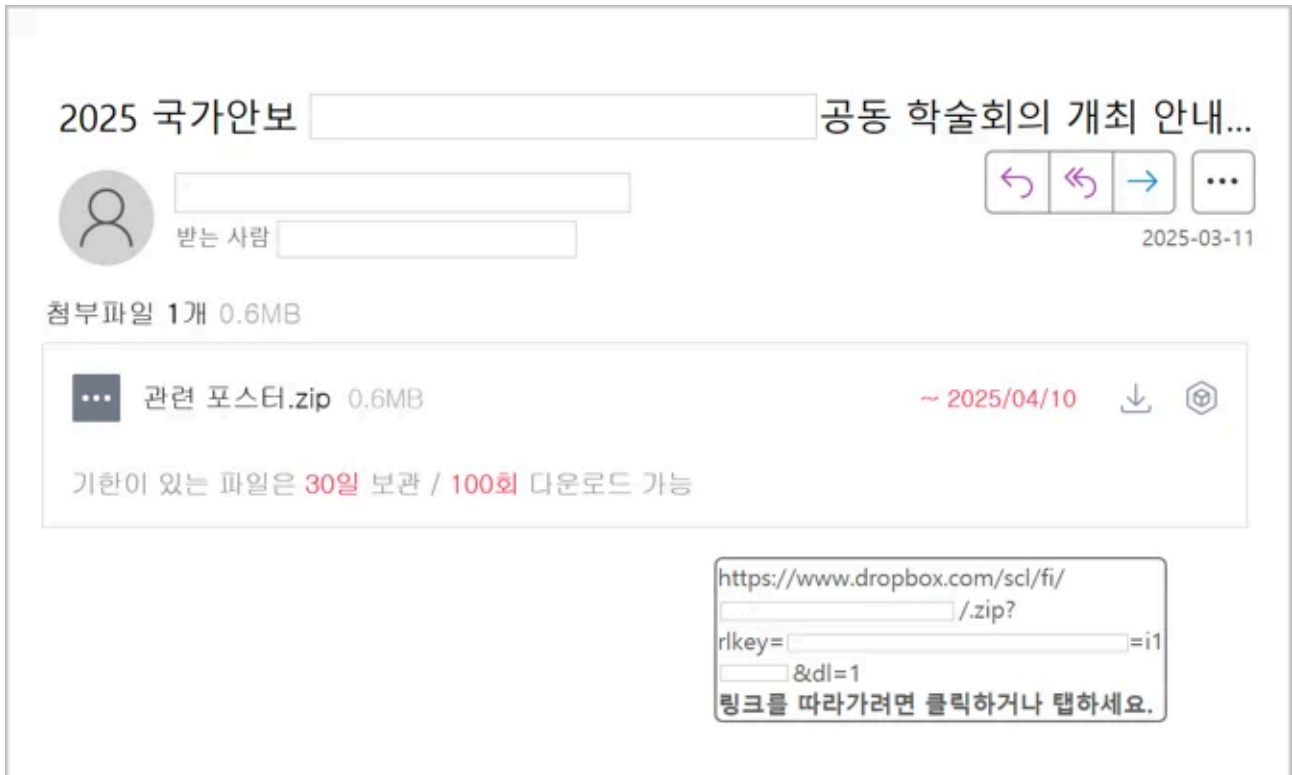 2025 국가안보 공동 학술회의 개최 안내...
받는 사람
2025-03-11
첨부파일 1개 0.6MB
관련 포스터.zip 0.6MB ~ 2025/04/10
기한이 있는 파일은 30일 보관 / 100회 다운로드 가능
https://www.dropbox.com/scl/fi/
/.zip?
rlkey= =i1
&dl=1
링크를 따라가려면 클릭하거나 탭하세요.